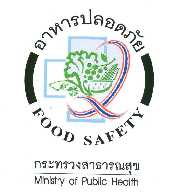 อาหารปลอดภัย
FOOD SAFETY
กระทรวงสาธารณสุข
Ministry of Public Health